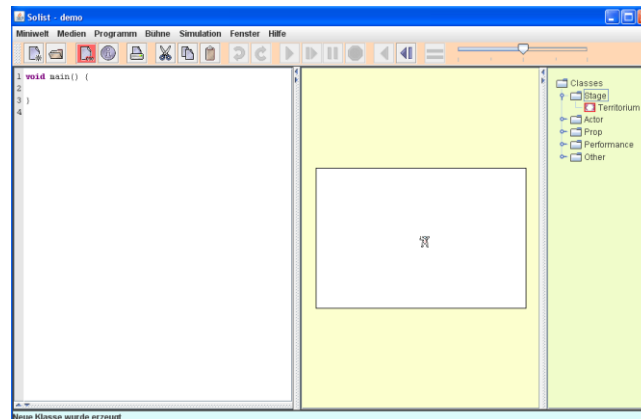 Solist - demo
Miniwelt Medien Programm Bühne Simulation Fenster Hilfe
1 void main() {
2
3 }
4
Classes
Stage
Territorium
Actor
Prop
Performance
Other
Neue Klasse wurde erzeugt